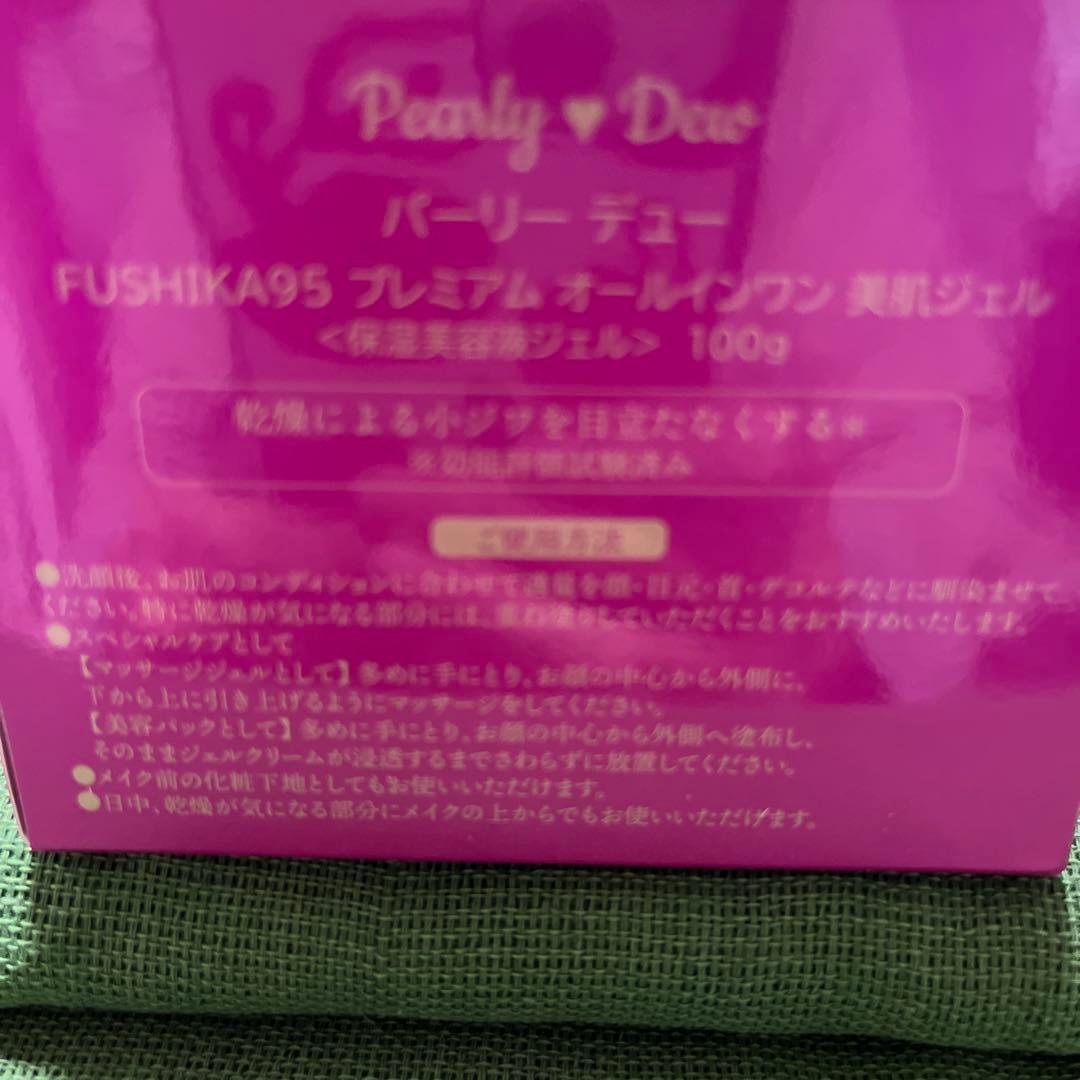 Pearly ♥ Dew
パーリー デュー
FUSHIKA95 プレミアム オールインワン 美肌ジェル
<保湿美容液ジェル> 100g
乾燥による小ジワを目立たなくする※
※効能評価試験済み
ご使用方法
●洗顔後、お肌のコンディションに合わせて適量を顔・目元・首・デコルテなどに馴染ませて
ください。特に乾燥が気になる部分には、重ね塗りしていただくことをおすすめいたします。
●スペシャルケアとして
【マッサージジェルとして】多めに手にとり、お顔の中心から外側に、
下から上に引き上げるようにマッサージをしてください。
【美容パックとして】多めに手にとり、お顔の中心から外側へ塗布し、
そのままジェルクリームが浸透するまでさわらずに放置してください。
●メイク前の化粧下地としてもお使いいただけます。
●日中、乾燥が気になる部分にメイクの上からでもお使いいただけます。